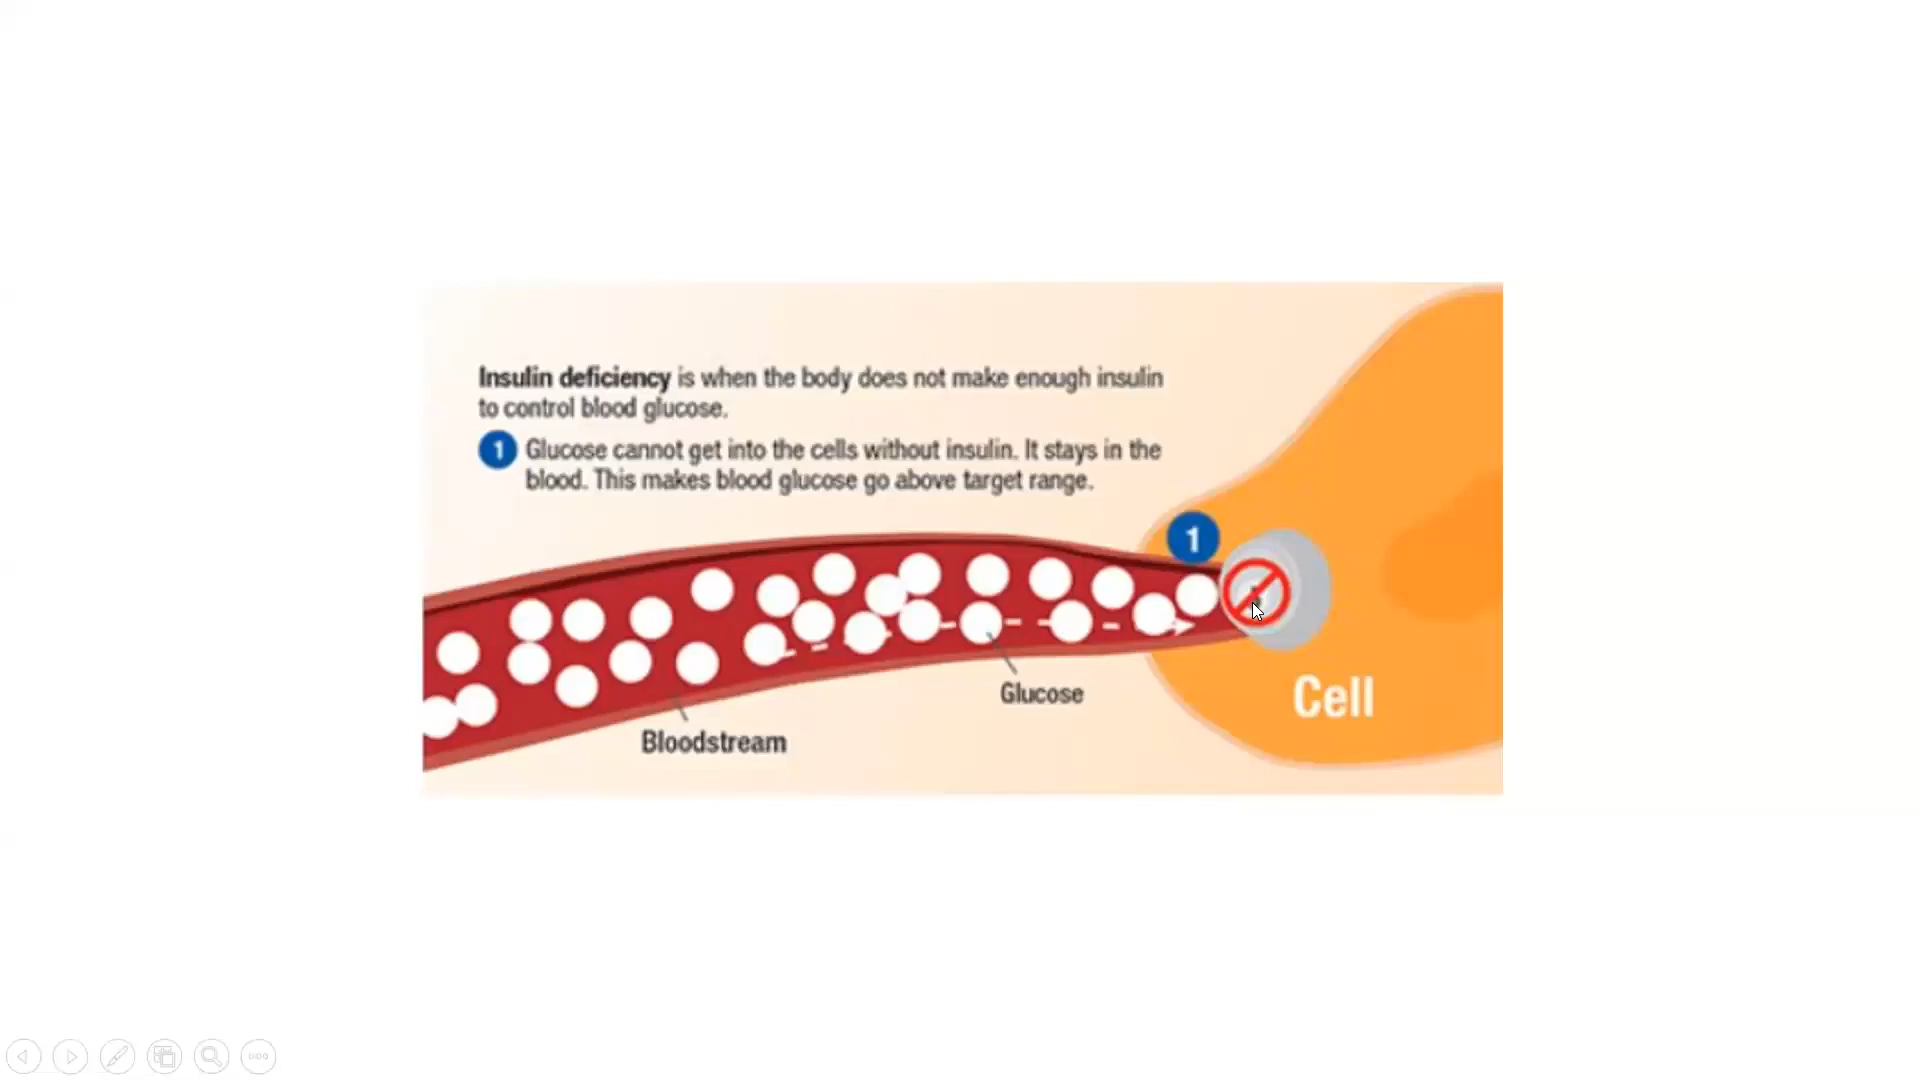 Insulin deficiency is when the body does not make enough insulin
to control blood glucose.
1 Glucose cannot get into the cells without insulin. It stays in the
blood. This makes blood glucose go above target range.
1
Glucose
Cell
Bloodstream